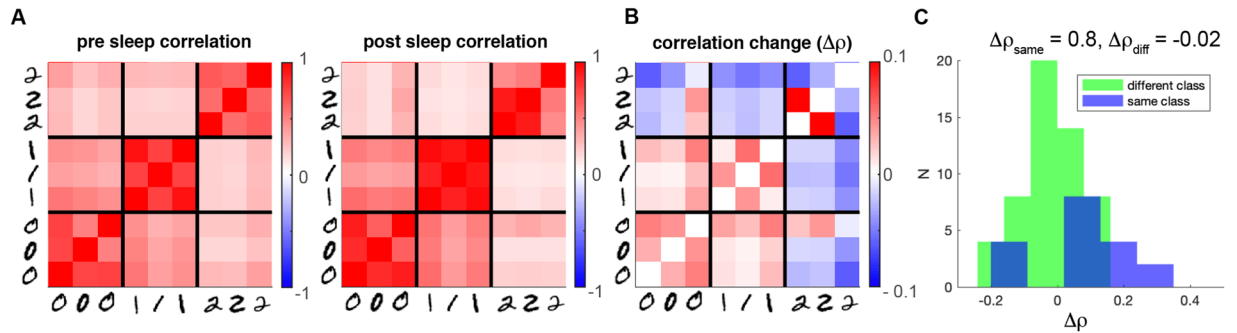 A
B
C
pre sleep correlation
post sleep correlation
correlation change (Δρ)
Δρsame = 0.8, Δρdiff = -0.02
2
2
2
1
1
1
0
0
0
0 0 0 1 1 1 2 2 2
1
0
-1
2
2
2
1
1
1
0
0
0
0 0 0 1 1 1 2 2 2
1
0
-1
2
2
2
1
1
1
0
0
0
0 0 0 1 1 1 2 2 2
0.1
0
- 0.1
different class
same class
20
15
10
5
0
N
-0.2 0 0.2 0.4
Δρ